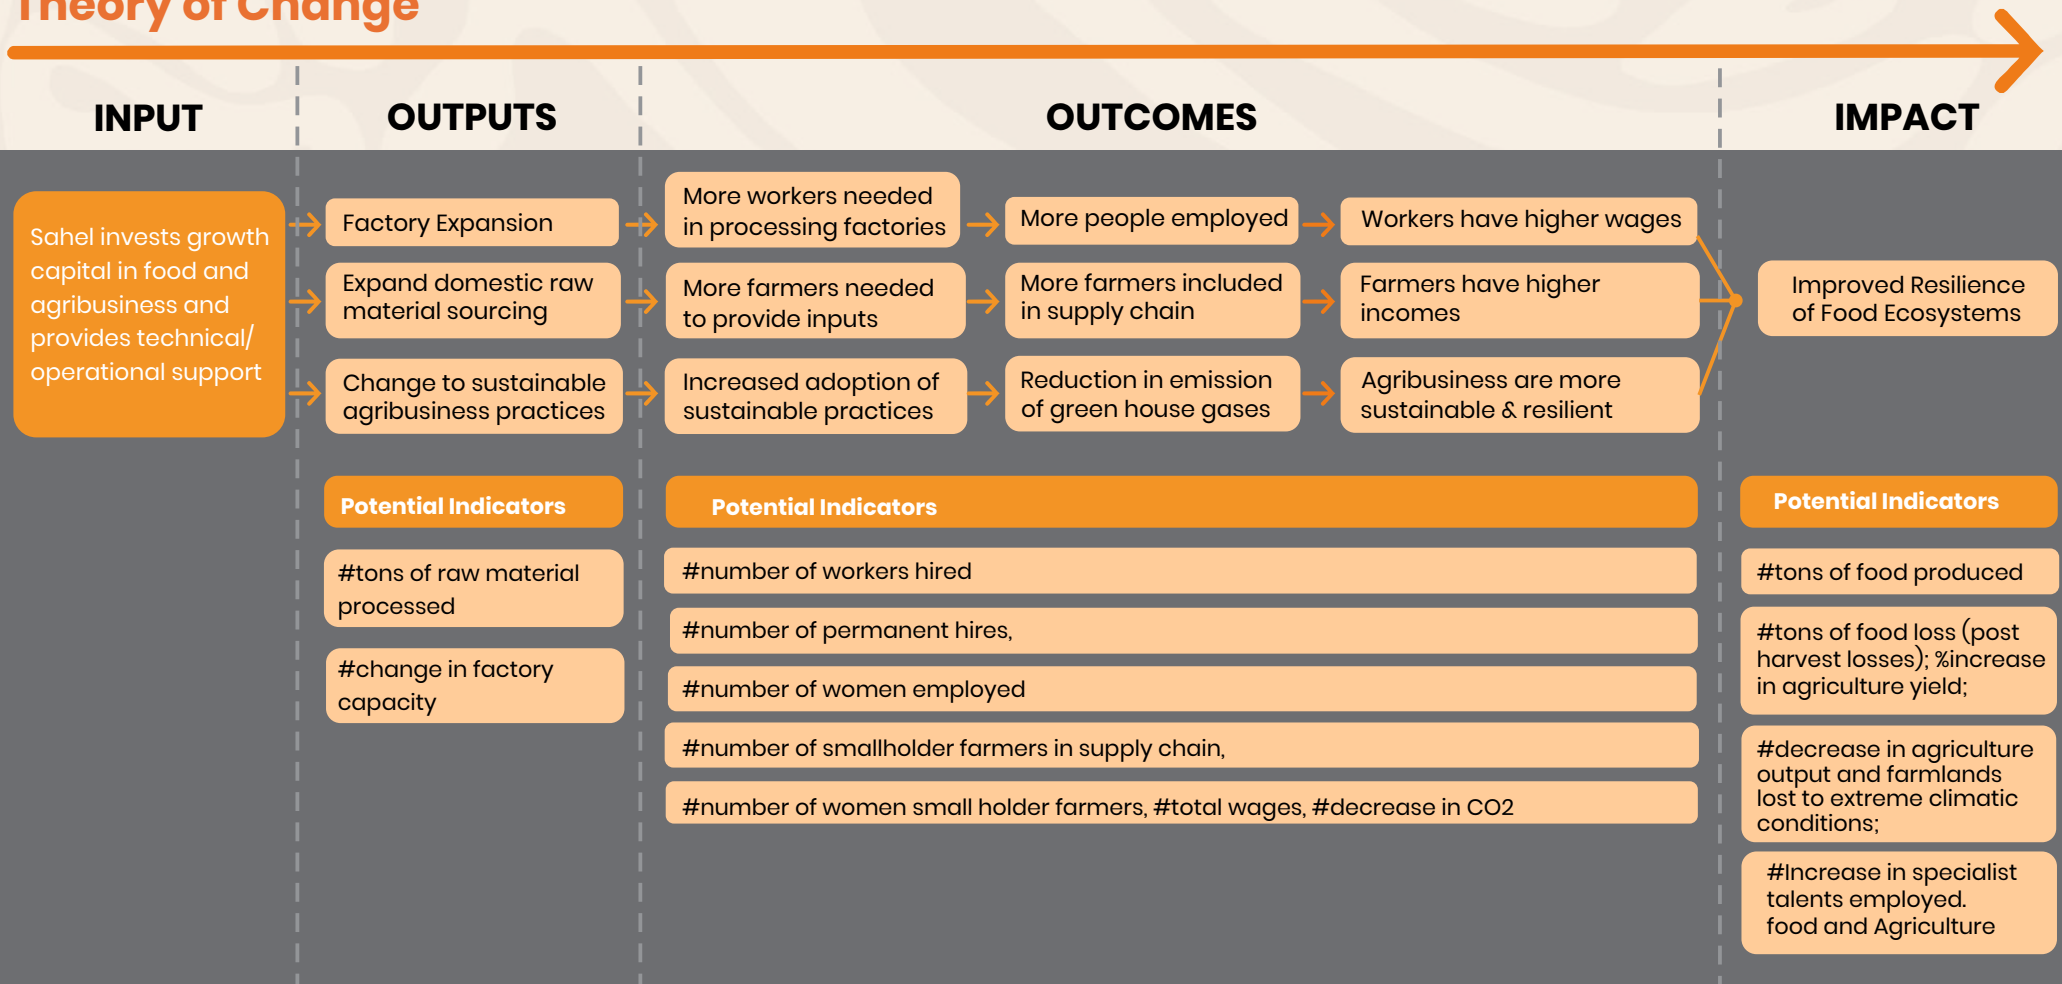 Theory of Change
INPUT
OUTPUTS
OUTCOMES
IMPACT
Sahel invests growth
capital in food and
agribusiness and
provides technical/
operational support
Factory Expansion
More workers needed
in processing factories
More people employed
Workers have higher wages
Expand domestic raw
material sourcing
More farmers needed
to provide inputs
More farmers included
in supply chain
Farmers have higher
incomes
Change to sustainable
agribusiness practices
Increased adoption of
sustainable practices
Reduction in emission
of green house gases
Agribusiness are more
sustainable & resilient
Improved Resilience
of Food Ecosystems
Potential Indicators
#tons of raw material
processed
#change in factory
capacity
Potential Indicators
#number of workers hired
#number of permanent hires,
#number of women employed
#number of smallholder farmers in supply chain,
#number of women small holder farmers, #total wages, #decrease in CO2
Potential Indicators
#tons of food produced
#tons of food loss (post
harvest losses); %increase
in agriculture yield;
#decrease in agriculture
output and farmlands
lost to extreme climatic
conditions;
#Increase in specialist
talents employed.
food and Agriculture